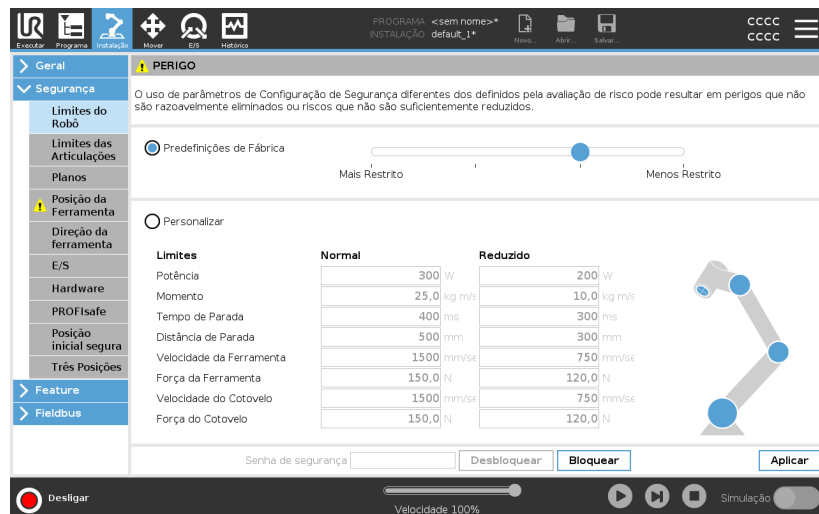 PROGRAMA <sem nome>*
INSTALAÇÃO default_1*
cccc
cccc
Executar Programa Instalação Mover E/S Histórico Novo... Abrir... Salvar...
Geral
Segurança
Limites do Robô
Limites das Articulações
Planos
Posição da Ferramenta
Direção da ferramenta
E/S
Hardware
PROFIsafe
Posição inicial segura
Três Posições
Feature
Fieldbus
PERIGO
O uso de parâmetros de Configuração de Segurança diferentes dos definidos pela avaliação de risco pode resultar em perigos que não
são razoavelmente eliminados ou riscos que não são suficientemente reduzidos.
Predefinições de Fábrica
Mais Restrito Menos Restrito
Personalizar
Limites Normal Reduzido
Potência 300 W 200 W
Momento 25,0 kg m/s 10,0 kg m/s
Tempo de Parada 400 ms 300 ms
Distância de Parada 500 mm 300 mm
Velocidade da Ferramenta 1500 mm/se 750 mm/se
Força da Ferramenta 150,0 N 120,0 N
Velocidade do Cotovelo 1500 mm/se 750 mm/se
Força do Cotovelo 150,0 N 120,0 N
Senha de segurança Desbloquear Bloquear Aplicar
Desligar Velocidade 100% Simulação